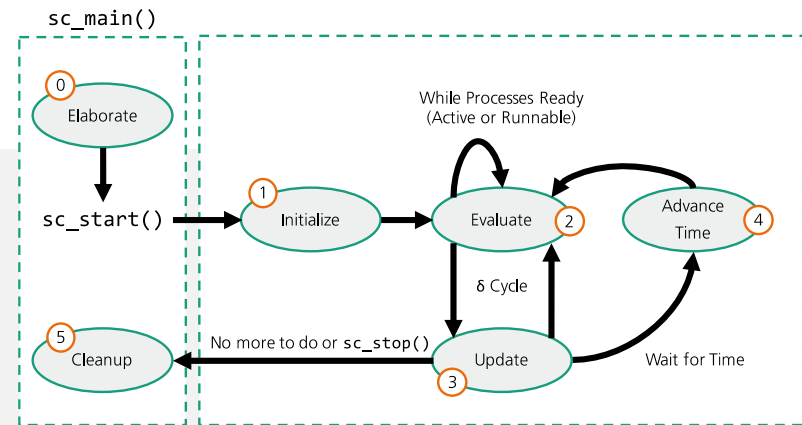 sc_main()
0
Elaborate
sc_start()
1
Initialize
While Processes Ready
(Active or Runnable)
Evaluate
2
Advance
Time
4
δ Cycle
5
Cleanup
No more to do or sc_stop()
Update
3
Wait for Time